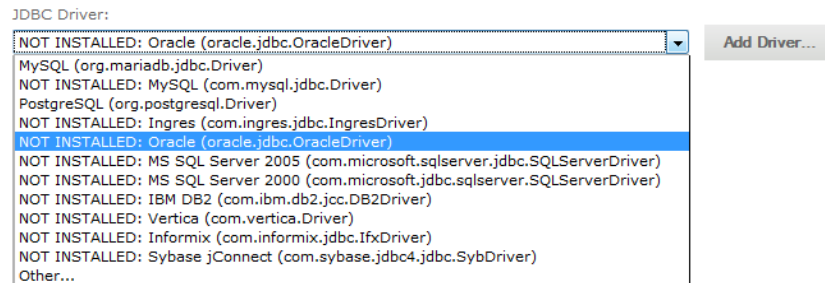 JDBC Driver:
NOT INSTALLED: Oracle (oracle.jdbc.OracleDriver)
Add Driver...
MySQL (org.mariadb.jdbc.Driver)
NOT INSTALLED: MySQL (com.mysql.jdbc.Driver)
PostgreSQL (org.postgresql.Driver)
NOT INSTALLED: Ingres (com.ingres.jdbc.IngresDriver)
NOT INSTALLED: Oracle (oracle.jdbc.OracleDriver)
NOT INSTALLED: MS SQL Server 2005 (com.microsoft.sqlserver.jdbc.SQLServerDriver)
NOT INSTALLED: MS SQL Server 2000 (com.microsoft.jdbc.sqlserver.SQLServerDriver)
NOT INSTALLED: IBM DB2 (com.ibm.db2.jcc.DB2Driver)
NOT INSTALLED: Vertica (com.vertica.Driver)
NOT INSTALLED: Informix (com.informix.jdbc.IfxDriver)
NOT INSTALLED: Sybase jConnect (com.sybase.jdbc4.jdbc.SybDriver)
Other...